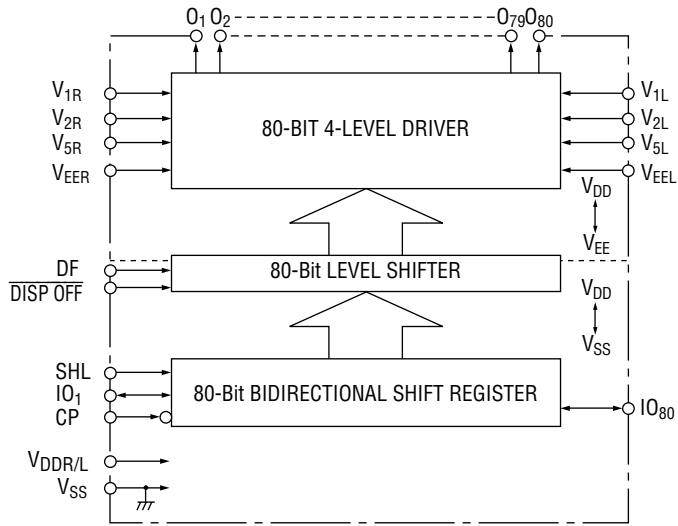 O1 O2 O79 O80
V1R V1L
V2R 80-BIT 4-LEVEL DRIVER V2L
V5R V5L
VEER VEEL
VDD
VEE
DF 80-Bit LEVEL SHIFTER
DISP OFF
VDD
VSS
SHL
IO1 80-Bit BIDIRECTIONAL SHIFT REGISTER
CP IO80
VDDR/L
VSS